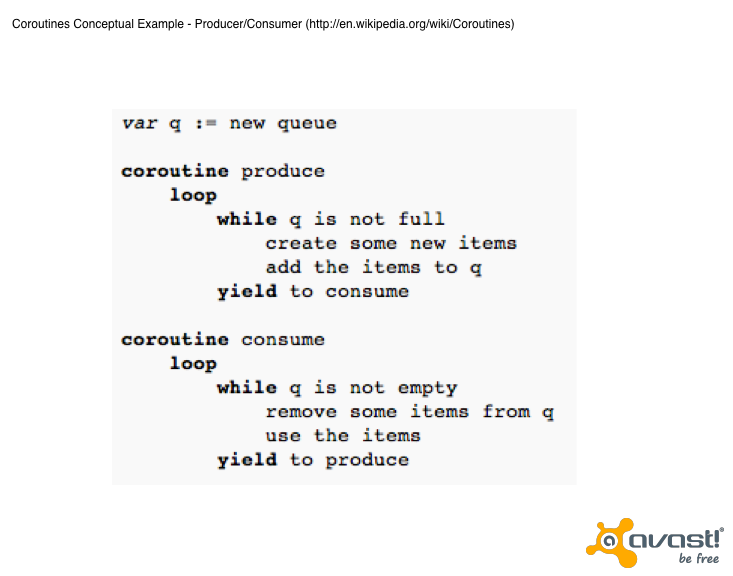 Coroutines Conceptual Example - Producer/Consumer (http://en.wikipedia.org/wiki/Coroutines)
var q := new queue
coroutine produce
loop
while q is not full
create some new items
add the items to q
yield to consume
coroutine consume
loop
while q is not empty
remove some items from q
use the items
yield to produce
a avast!
be free